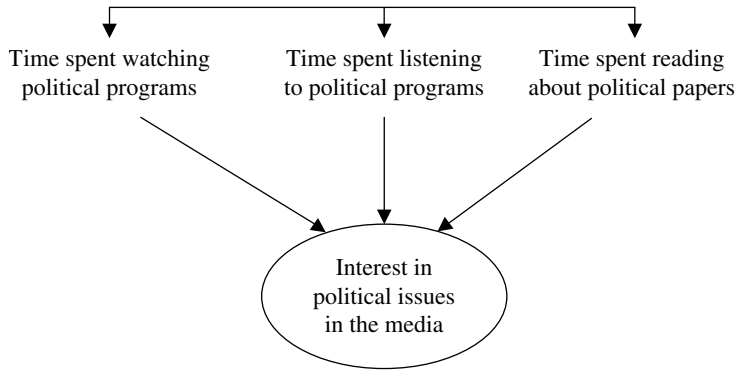 Time spent watching
political programs
Time spent listening
to political programs
Time spent reading
about political papers
Interest in
political issues
in the media